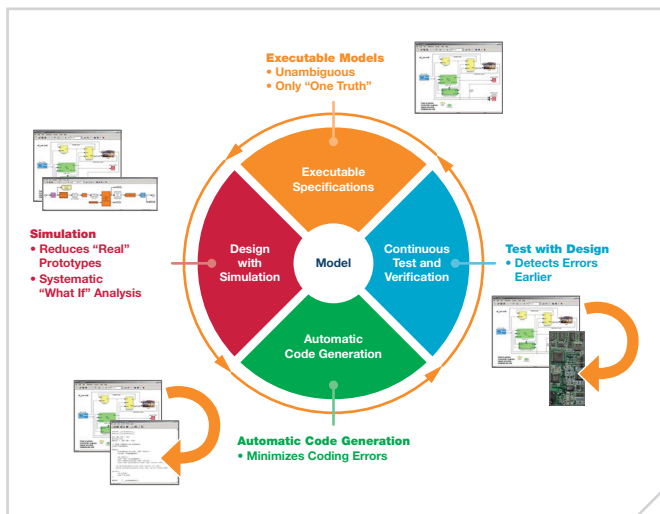 Executable Models
• Unambiguous
• Only “One Truth”
Executable
Specifications
Simulation
• Reduces “Real”
Prototypes
• Systematic
“What If” Analysis
Design
with
Simulation
Model
Continuous
Test and
Verification
Test with Design
• Detects Errors
Earlier
Automatic
Code Generation
Automatic Code Generation
• Minimizes Coding Errors